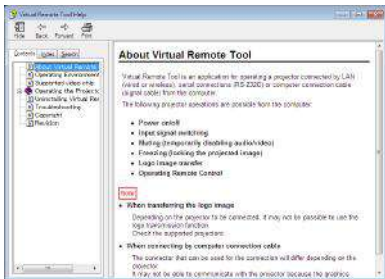 Virtual Remote Tool Help
Hide Back Forward Print
Contents Index Search
About Virtual Remote
Operating Environment
Supported video chip
Operating the Projecto
Uninstalling Virtual Rem
Troubleshooting
Copyright
Revision
About Virtual Remote Tool
Virtual Remote Tool is an application for operating a projector connected by LAN
(wired or wireless), serial connections (RS-232C) or computer connection cable
(signal cable) from the computer.
The following projector operations are possible from the computer.
• Power on/off
• Input signal switching
• Muting (temporarily disabling audio/video)
• Freezing (locking the projected image)
• Logo image transfer
• Operating Remote Control
Note
• When transferring the logo image
Depending on the projector to be connected, it may not be possible to use the
logo transmission function.
Check the supported projectors.
• When connecting by computer connection cable
The connector that can be used for the connection will differ depending on the
projector.
It may not be able to communicate with the projector because the graphics